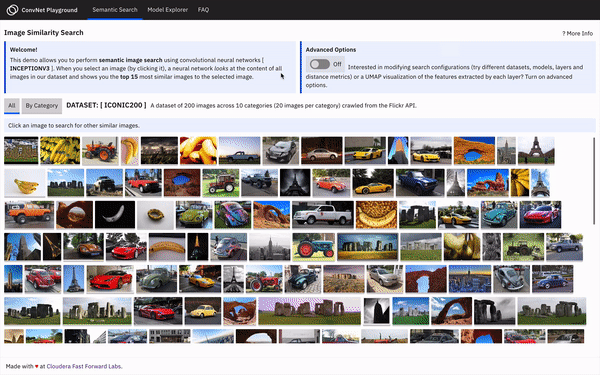 ConvNet Playground Semantic Search Model Explorer FAQ
Image Similarity Search
? More Info
Welcome!
This demo allows you to perform semantic image search using convolutional neural networks [
INCEPTIONV3 ]. When you select an image (by clicking it), a neural network looks at the content of all
images in our dataset and shows you the top 15 most similar images to the selected image.
Advanced Options
Off Interested in modifying search configurations (try different datasets, models, layers and
distance metrics) or a UMAP visualization of the features extracted by each layer? Turn on advanced
options.
All By Category DATASET: [ ICONIC200 ] A dataset of 200 images across 10 categories (20 images per category) crawled from the Flickr API.
Click an image to search for other similar images.
Made with ♥ at Cloudera Fast Forward Labs.